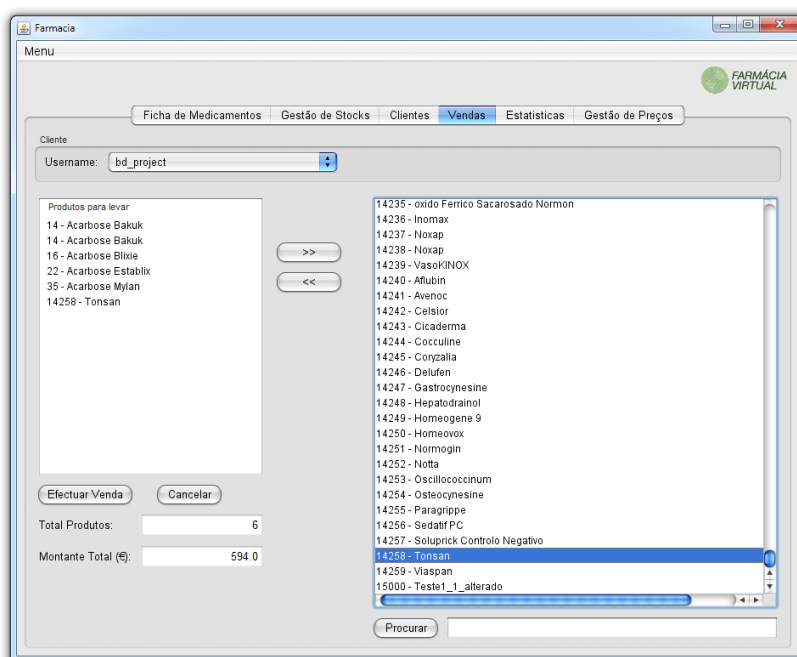 Farmacia
Menu
FARMÁCIA
VIRTUAL
Ficha de Medicamentos Gestão de Stocks Clientes Vendas Estatisticas Gestão de Preços
Cliente
Username: bd_project
Produtos para levar
14 - Acarbose Bakuk
14 - Acarbose Bakuk
16 - Acarbose Blixie
22 - Acarbose Establix
35 - Acarbose Mylan
14258 - Tonsan
>>
<<
14235 - oxido Ferrico Sacarosado Normon
14236 - Inomax
14237 - Noxap
14238 - Noxap
14239 - VasoKINOX
14240 - Aflubin
14241 - Avenoc
14242 - Celsior
14243 - Cicaderma
14244 - Cocculine
14245 - Coryzalia
14246 - Delufen
14247 - Gastrocynesine
14248 - Hepatodrainol
14249 - Homeogene 9
14250 - Homeovox
14251 - Normogin
14252 - Notta
14253 - Oscillococcinum
14254 - Osteocynesine
14255 - Paragrippe
14256 - Sedatif PC
14257 - Soluprick Controlo Negativo
14258 - Tonsan
14259 - Viaspan
15000 - Teste1_1_alterado
Efectuar Venda Cancelar
Total Produtos: 6
Montante Total (€): 594.0
Procurar